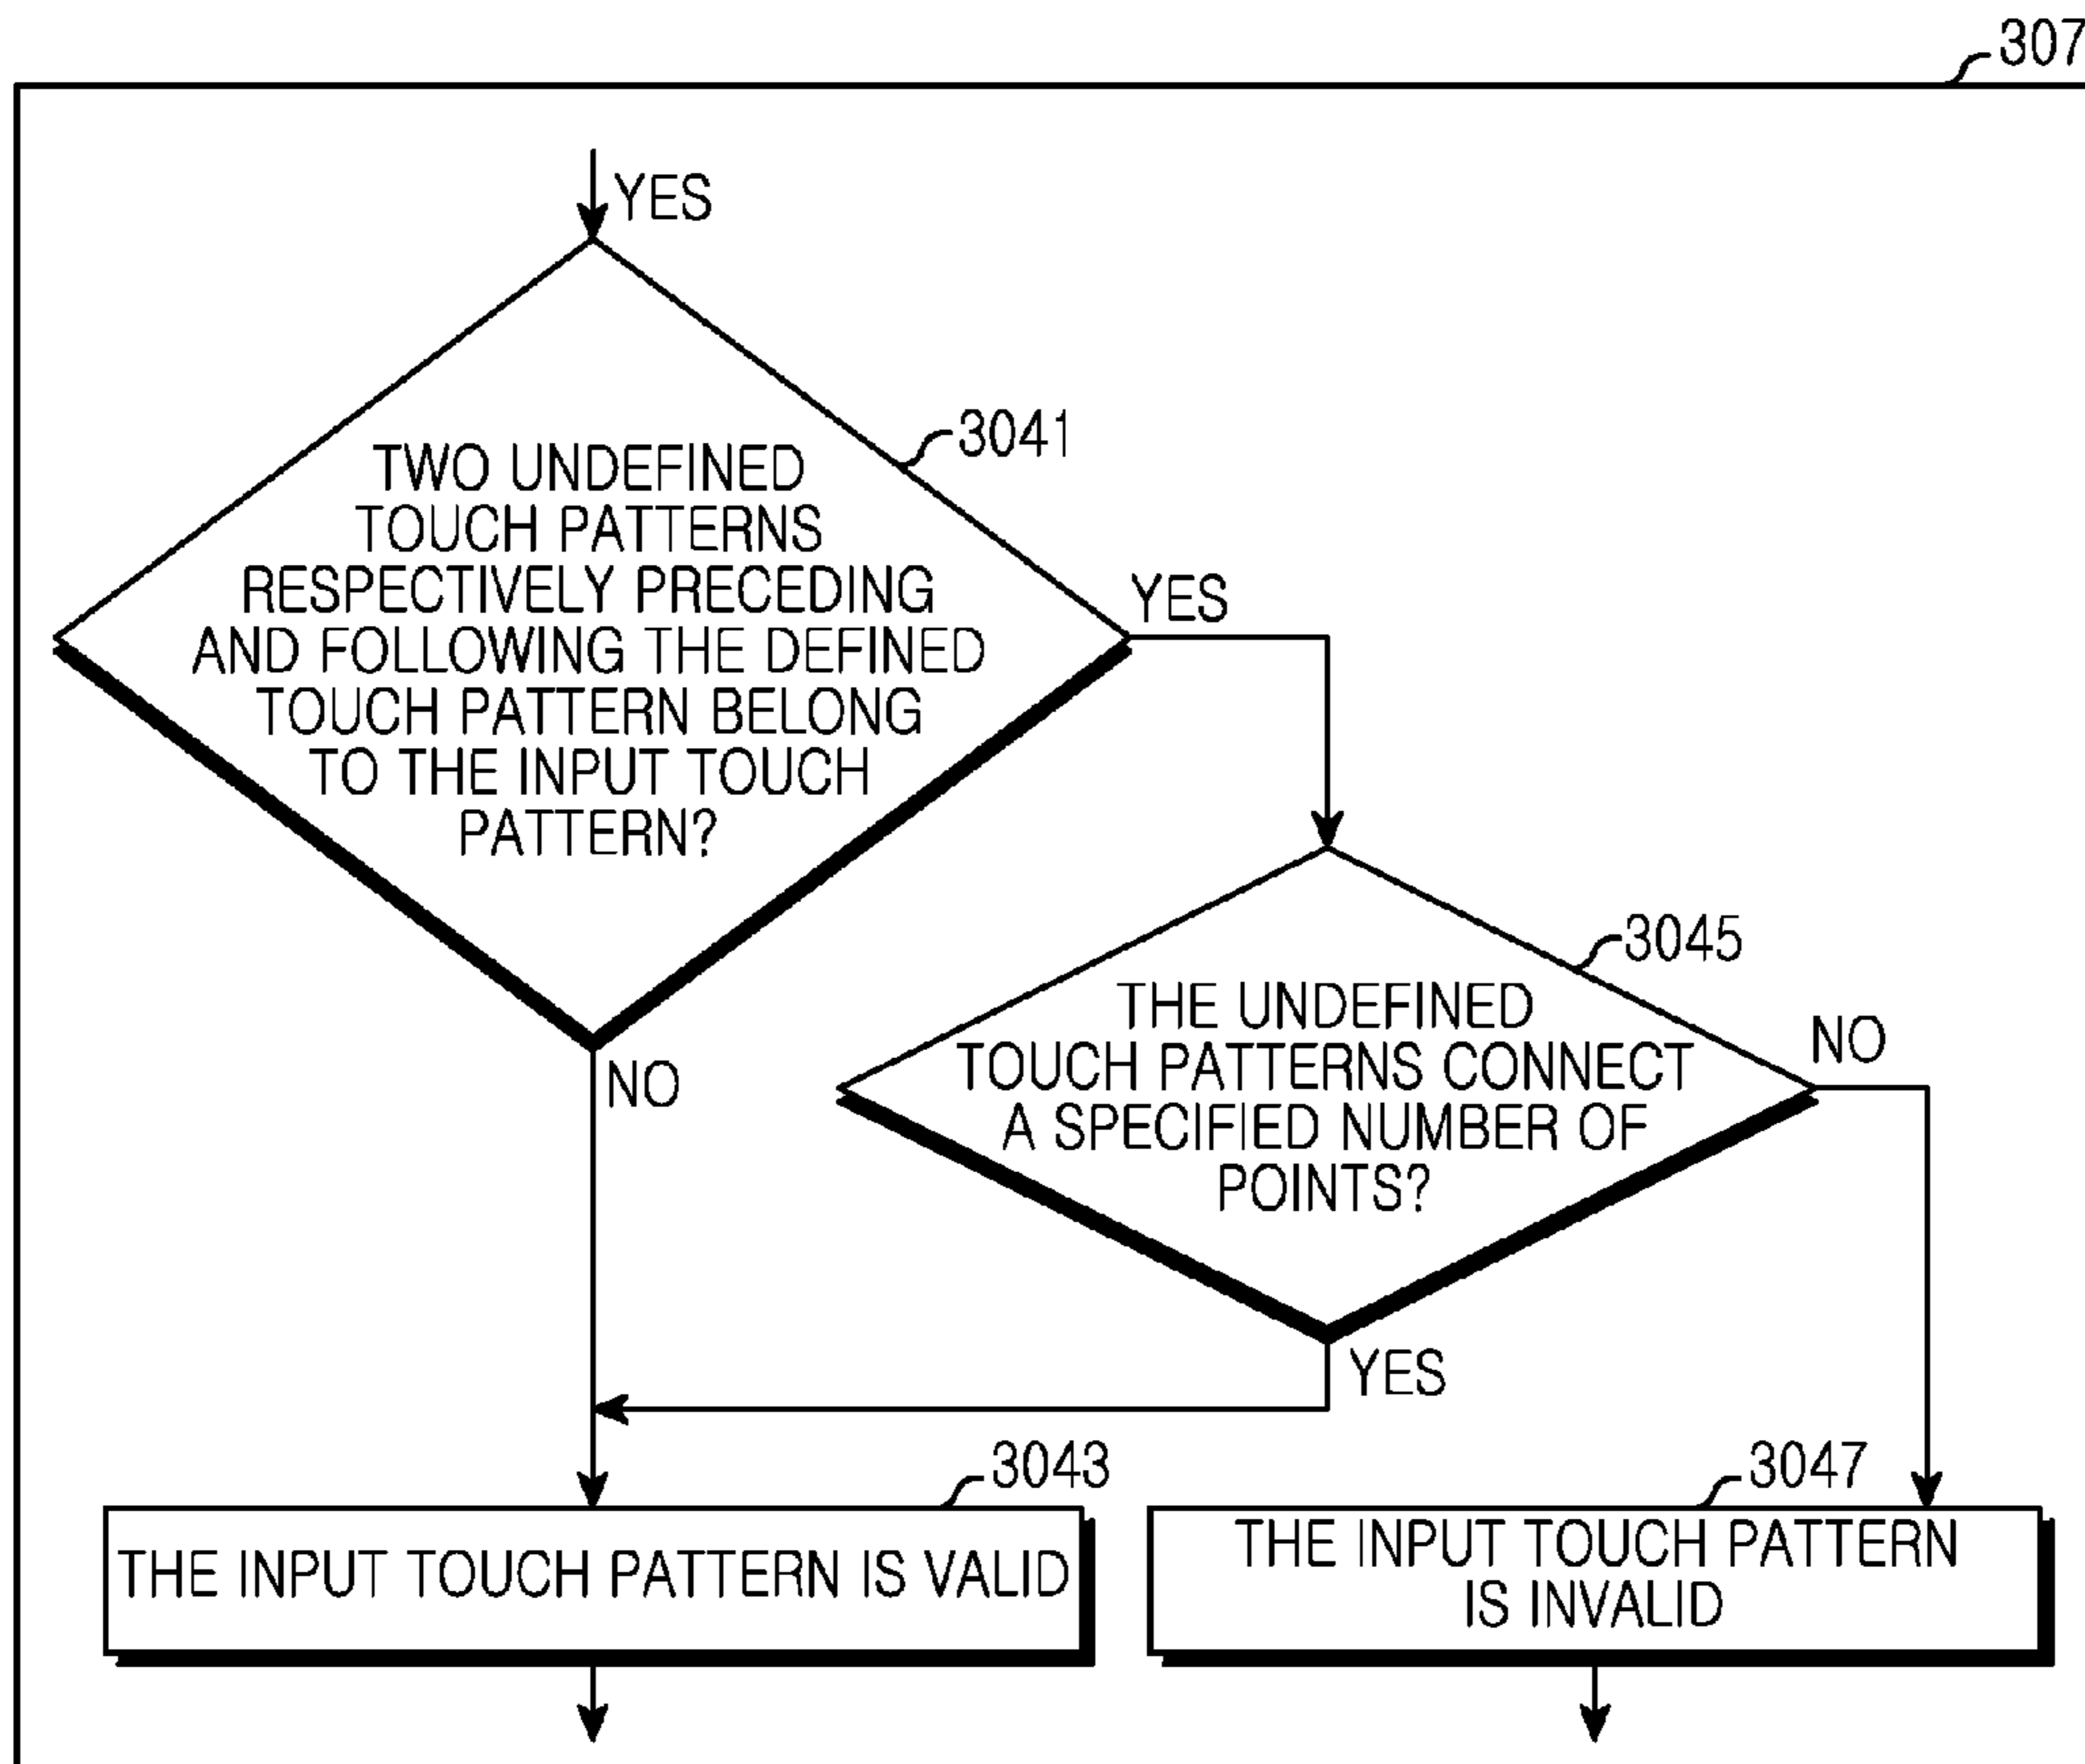 307
YES
3041
TWO UNDEFINED
TOUCH PATTERNS
RESPECTIVELY PRECEDING
AND FOLLOWING THE DEFINED
TOUCH PATTERN BELONG
TO THE INPUT TOUCH
PATTERN?
YES
NO
3045
THE UNDEFINED
TOUCH PATTERNS CONNECT
A SPECIFIED NUMBER OF
POINTS?
NO
YES
3043
THE INPUT TOUCH PATTERN IS VALID
3047
THE INPUT TOUCH PATTERN
IS INVALID